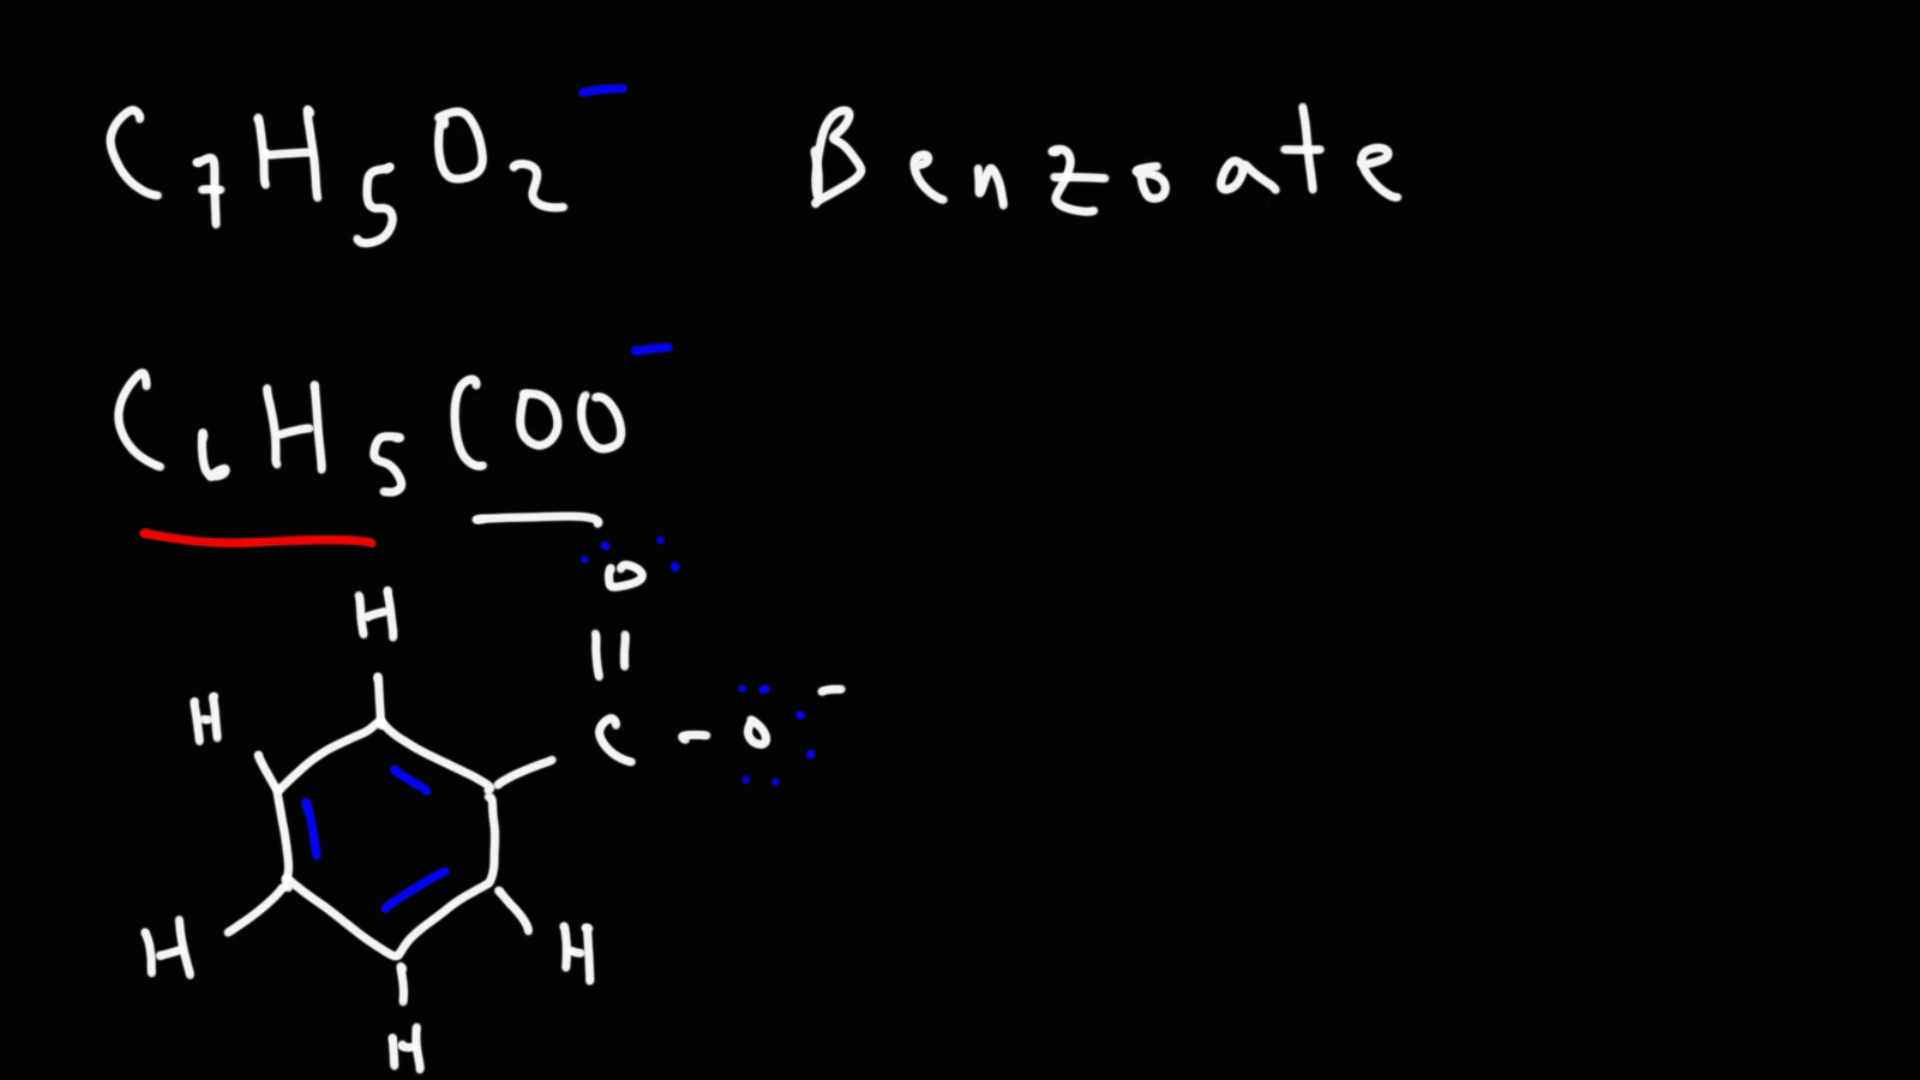 C₇H₅O₂⁻ Benzoate
C₆H₅COO⁻
O
H
H
C - O⁻
H
H
H